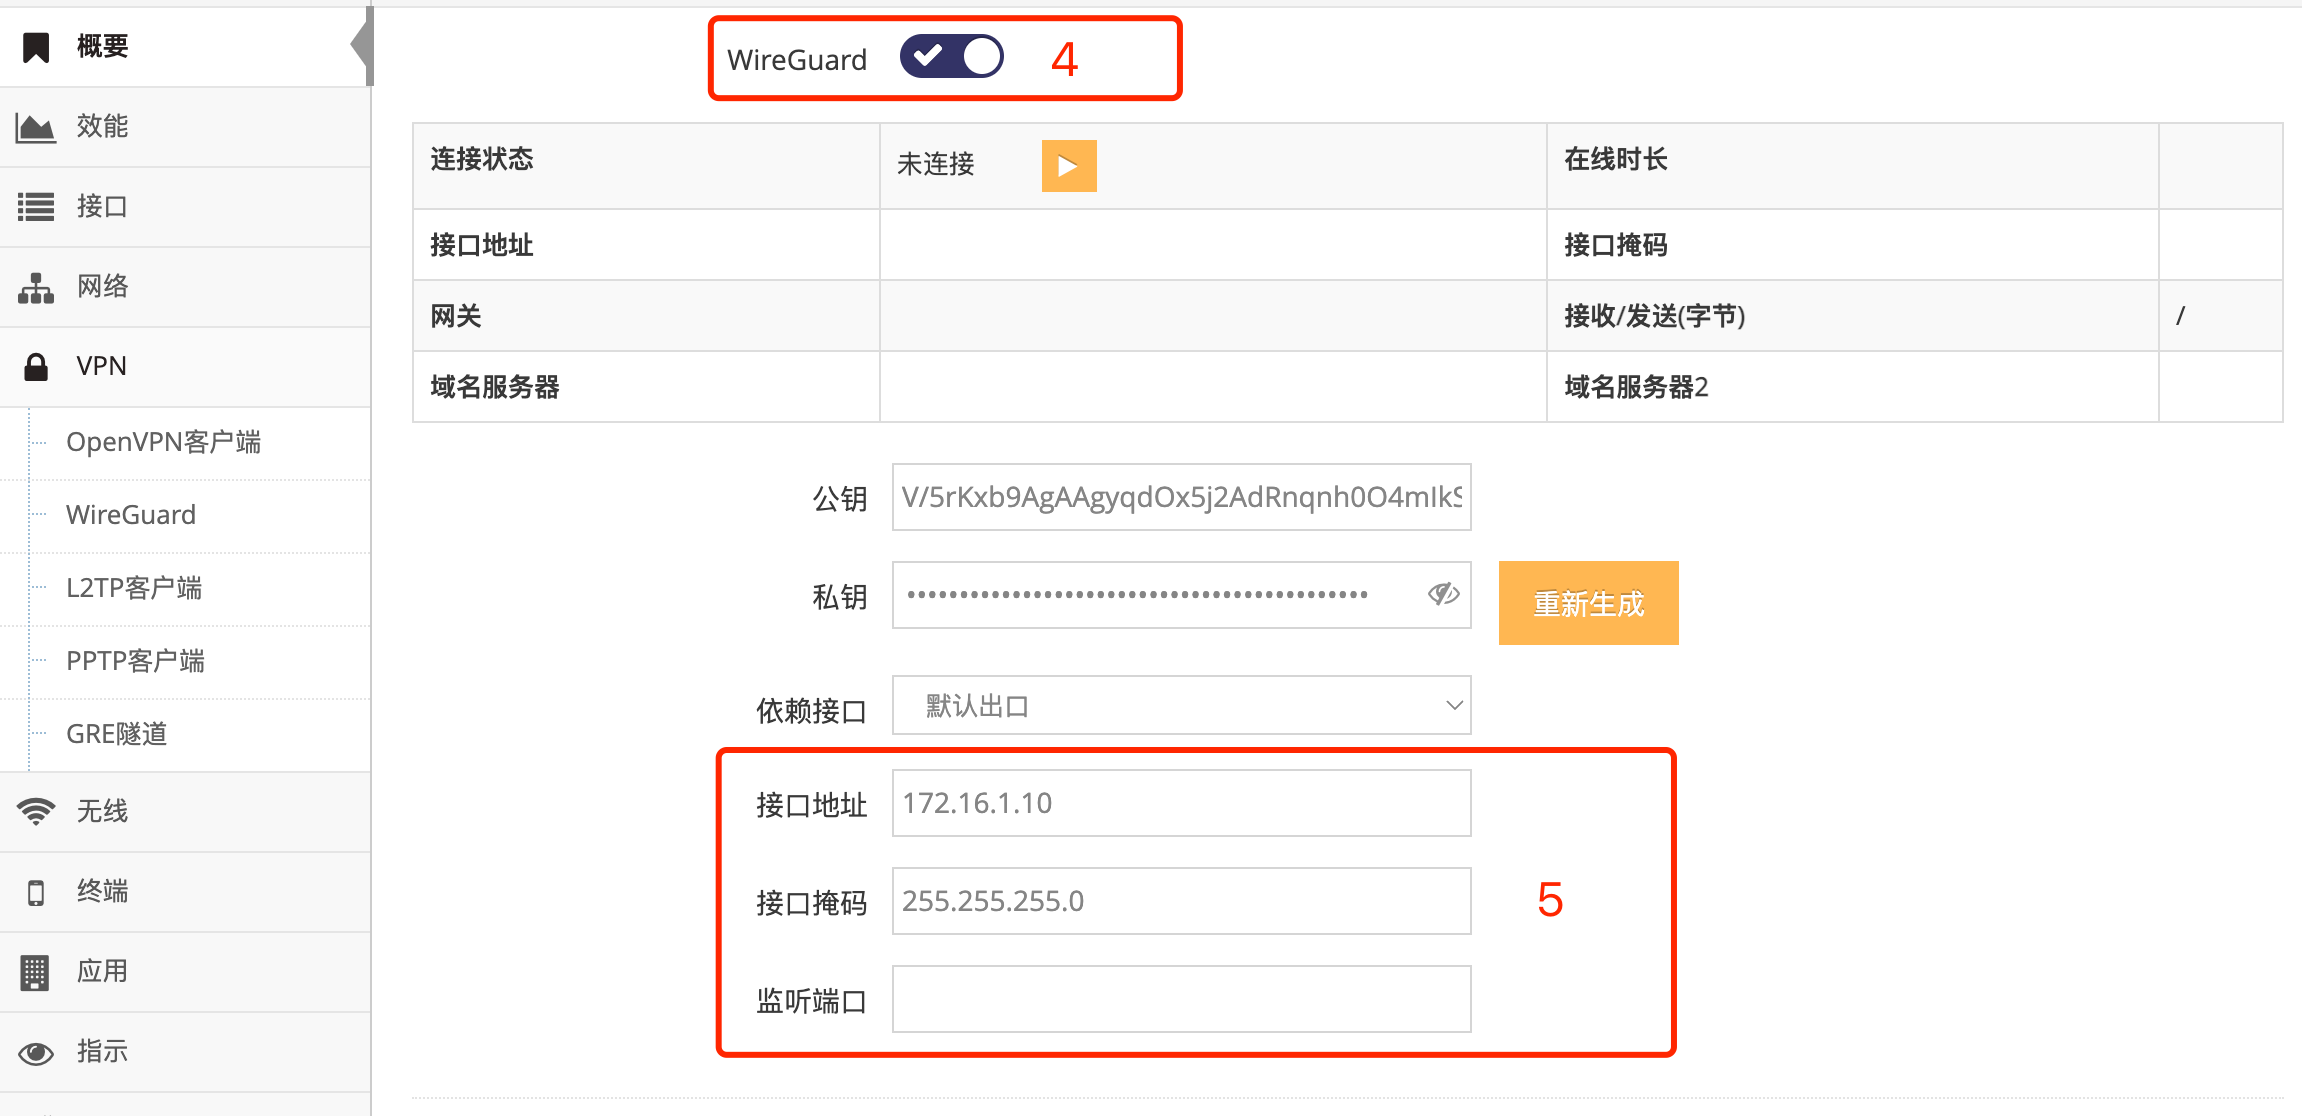 概要
效能
接口
网络
VPN
OpenVPN客户端
WireGuard
L2TP客户端
PPTP客户端
GRE隧道
无线
终端
应用
指示
WireGuard 4
连接状态 未连接 在线时长
接口地址 接口掩码
网关 接收/发送(字节) /
域名服务器 域名服务器2
公钥 V/5rKxb9AgAAgyqdOx5j2AdRnqnh0O4mIkS
私钥 重新生成
依赖接口 默认出口
接口地址 172.16.1.10
接口掩码 255.255.255.0 5
监听端口